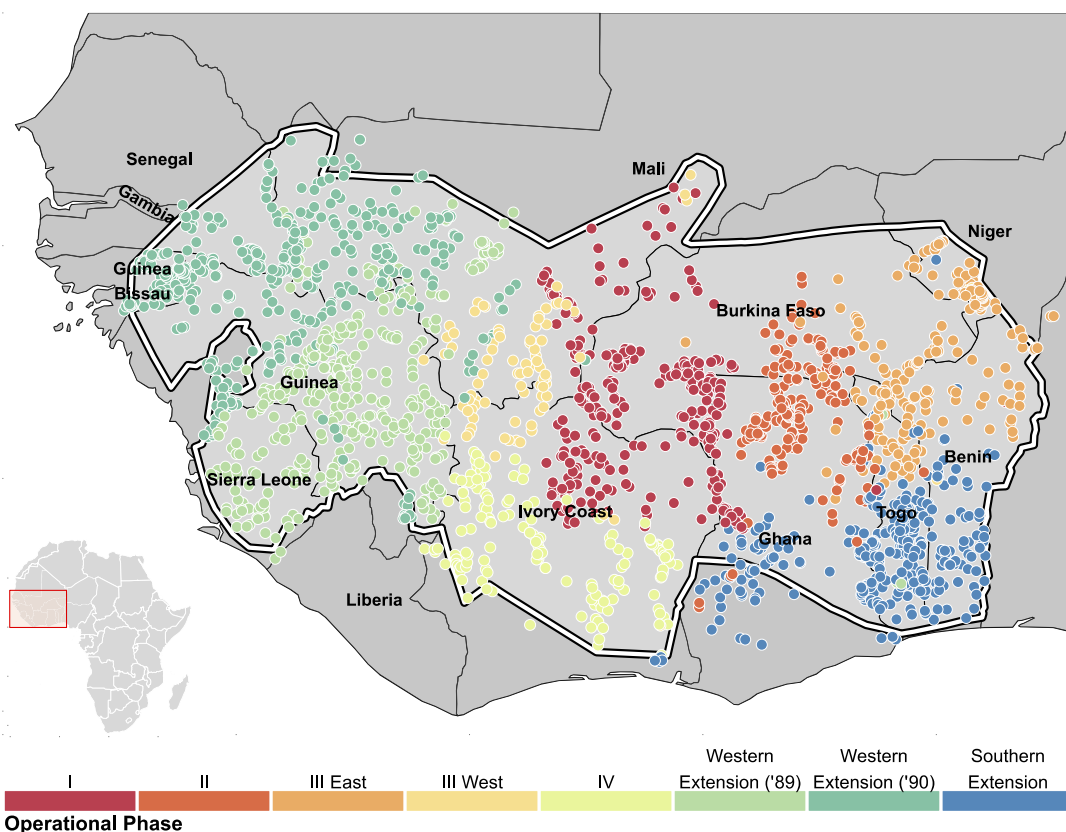 Senegal
Mali
Gambia
Niger
Guinea
Bissau
Burkina Faso
Guinea
Benin
Sierra Leone
Ivory Coast
Togo
Ghana
Liberia
Western
Western
Southern
I
II
III East
III West
IV
Extension ('89)
Extension ('90)
Extension
Operational Phase